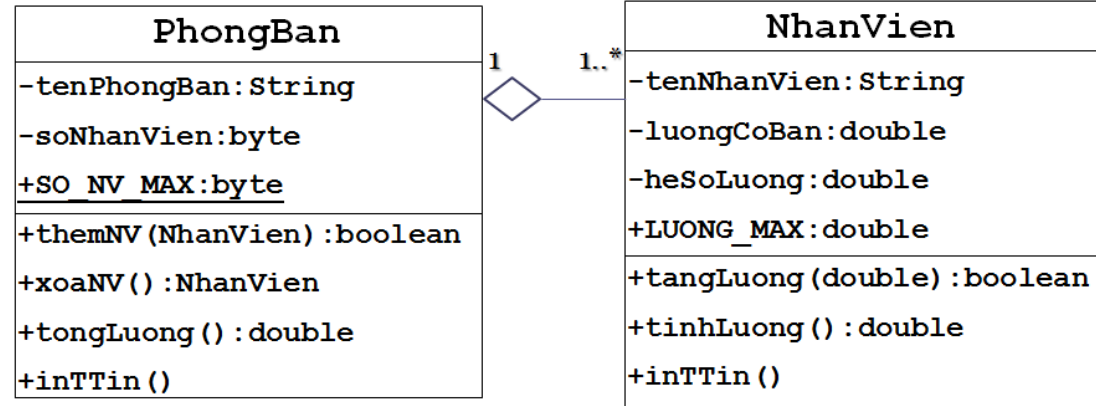 PhongBan
-tenPhongBan:String
-soNhanVien:byte
+SO_NV_MAX:byte
+themNV(NhanVien):boolean
+xoaNV():NhanVien
+tongLuong():double
+inTTin()
1
1..*
NhanVien
-tenNhanVien:String
-luongCoBan:double
-heSoLuong:double
+LUONG_MAX:double
+tangLuong(double):boolean
+tinhLuong():double
+inTTin()